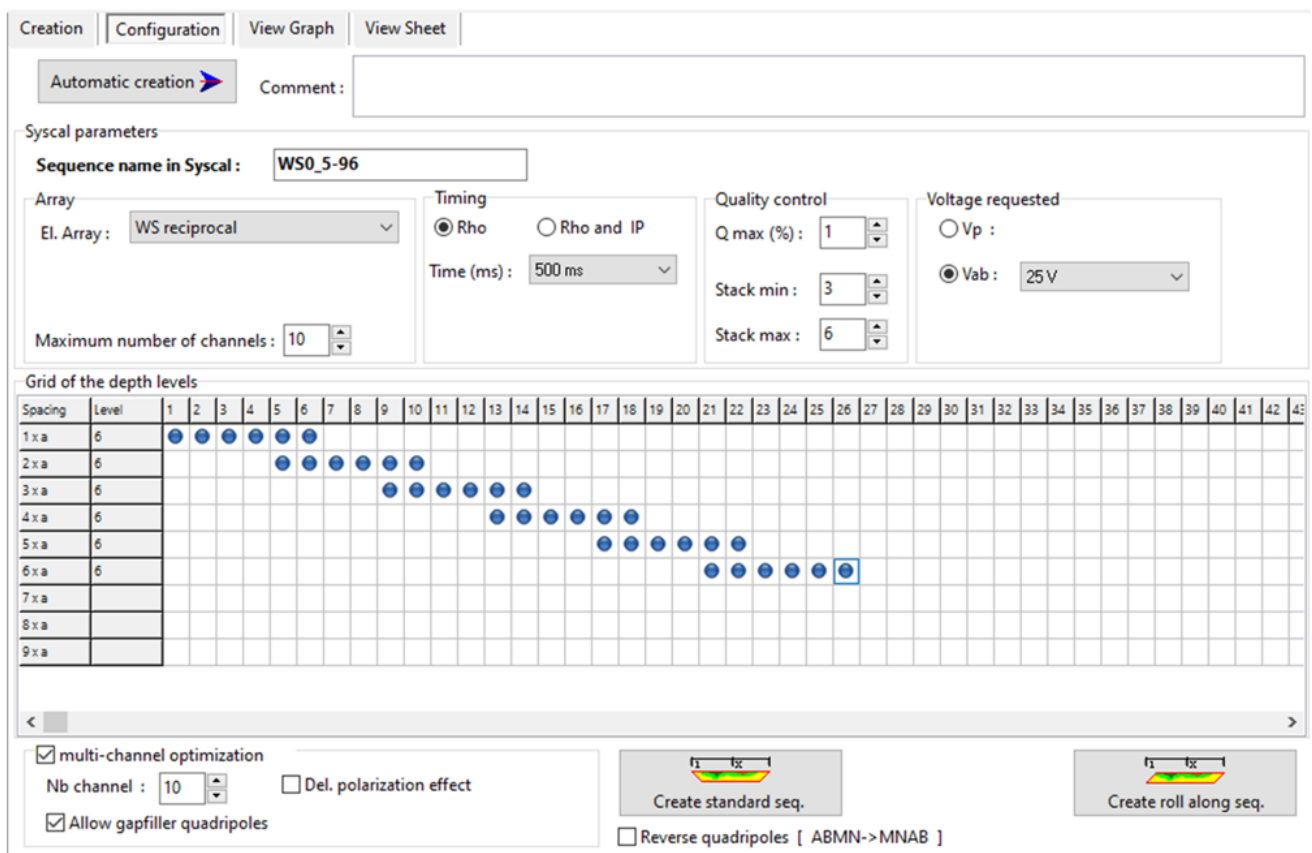 Creation Configuration View Graph View Sheet
Automatic creation Comment :
Syscal parameters
Sequence name in Syscal : WS0_5-96
Array Timing Quality control Voltage requested
El. Array : WS reciprocal Rho Rho and IP Q max (%) : 1 Vp :
Time (ms) : 500 ms Stack min : 3 Vab : 25 V
Maximum number of channels : 10 Stack max : 6
Grid of the depth levels
Spacing Level 1 2 3 4 5 6 7 8 9 10 11 12 13 14 15 16 17 18 19 20 21 22 23 24 25 26 27 28 29 30 31 32 33 34 35 36 37 38 39 40 41 42 43
1 x a 6
2 x a 6
3 x a 6
4 x a 6
5 x a 6
6 x a 6
7 x a
8 x a
9 x a
multi-channel optimization
Nb channel : 10 Del. polarization effect
Allow gapfiller quadripoles
1 x
Create standard seq.
1 x
Create roll along seq.
Reverse quadripoles [ ABMN->MNAB ]